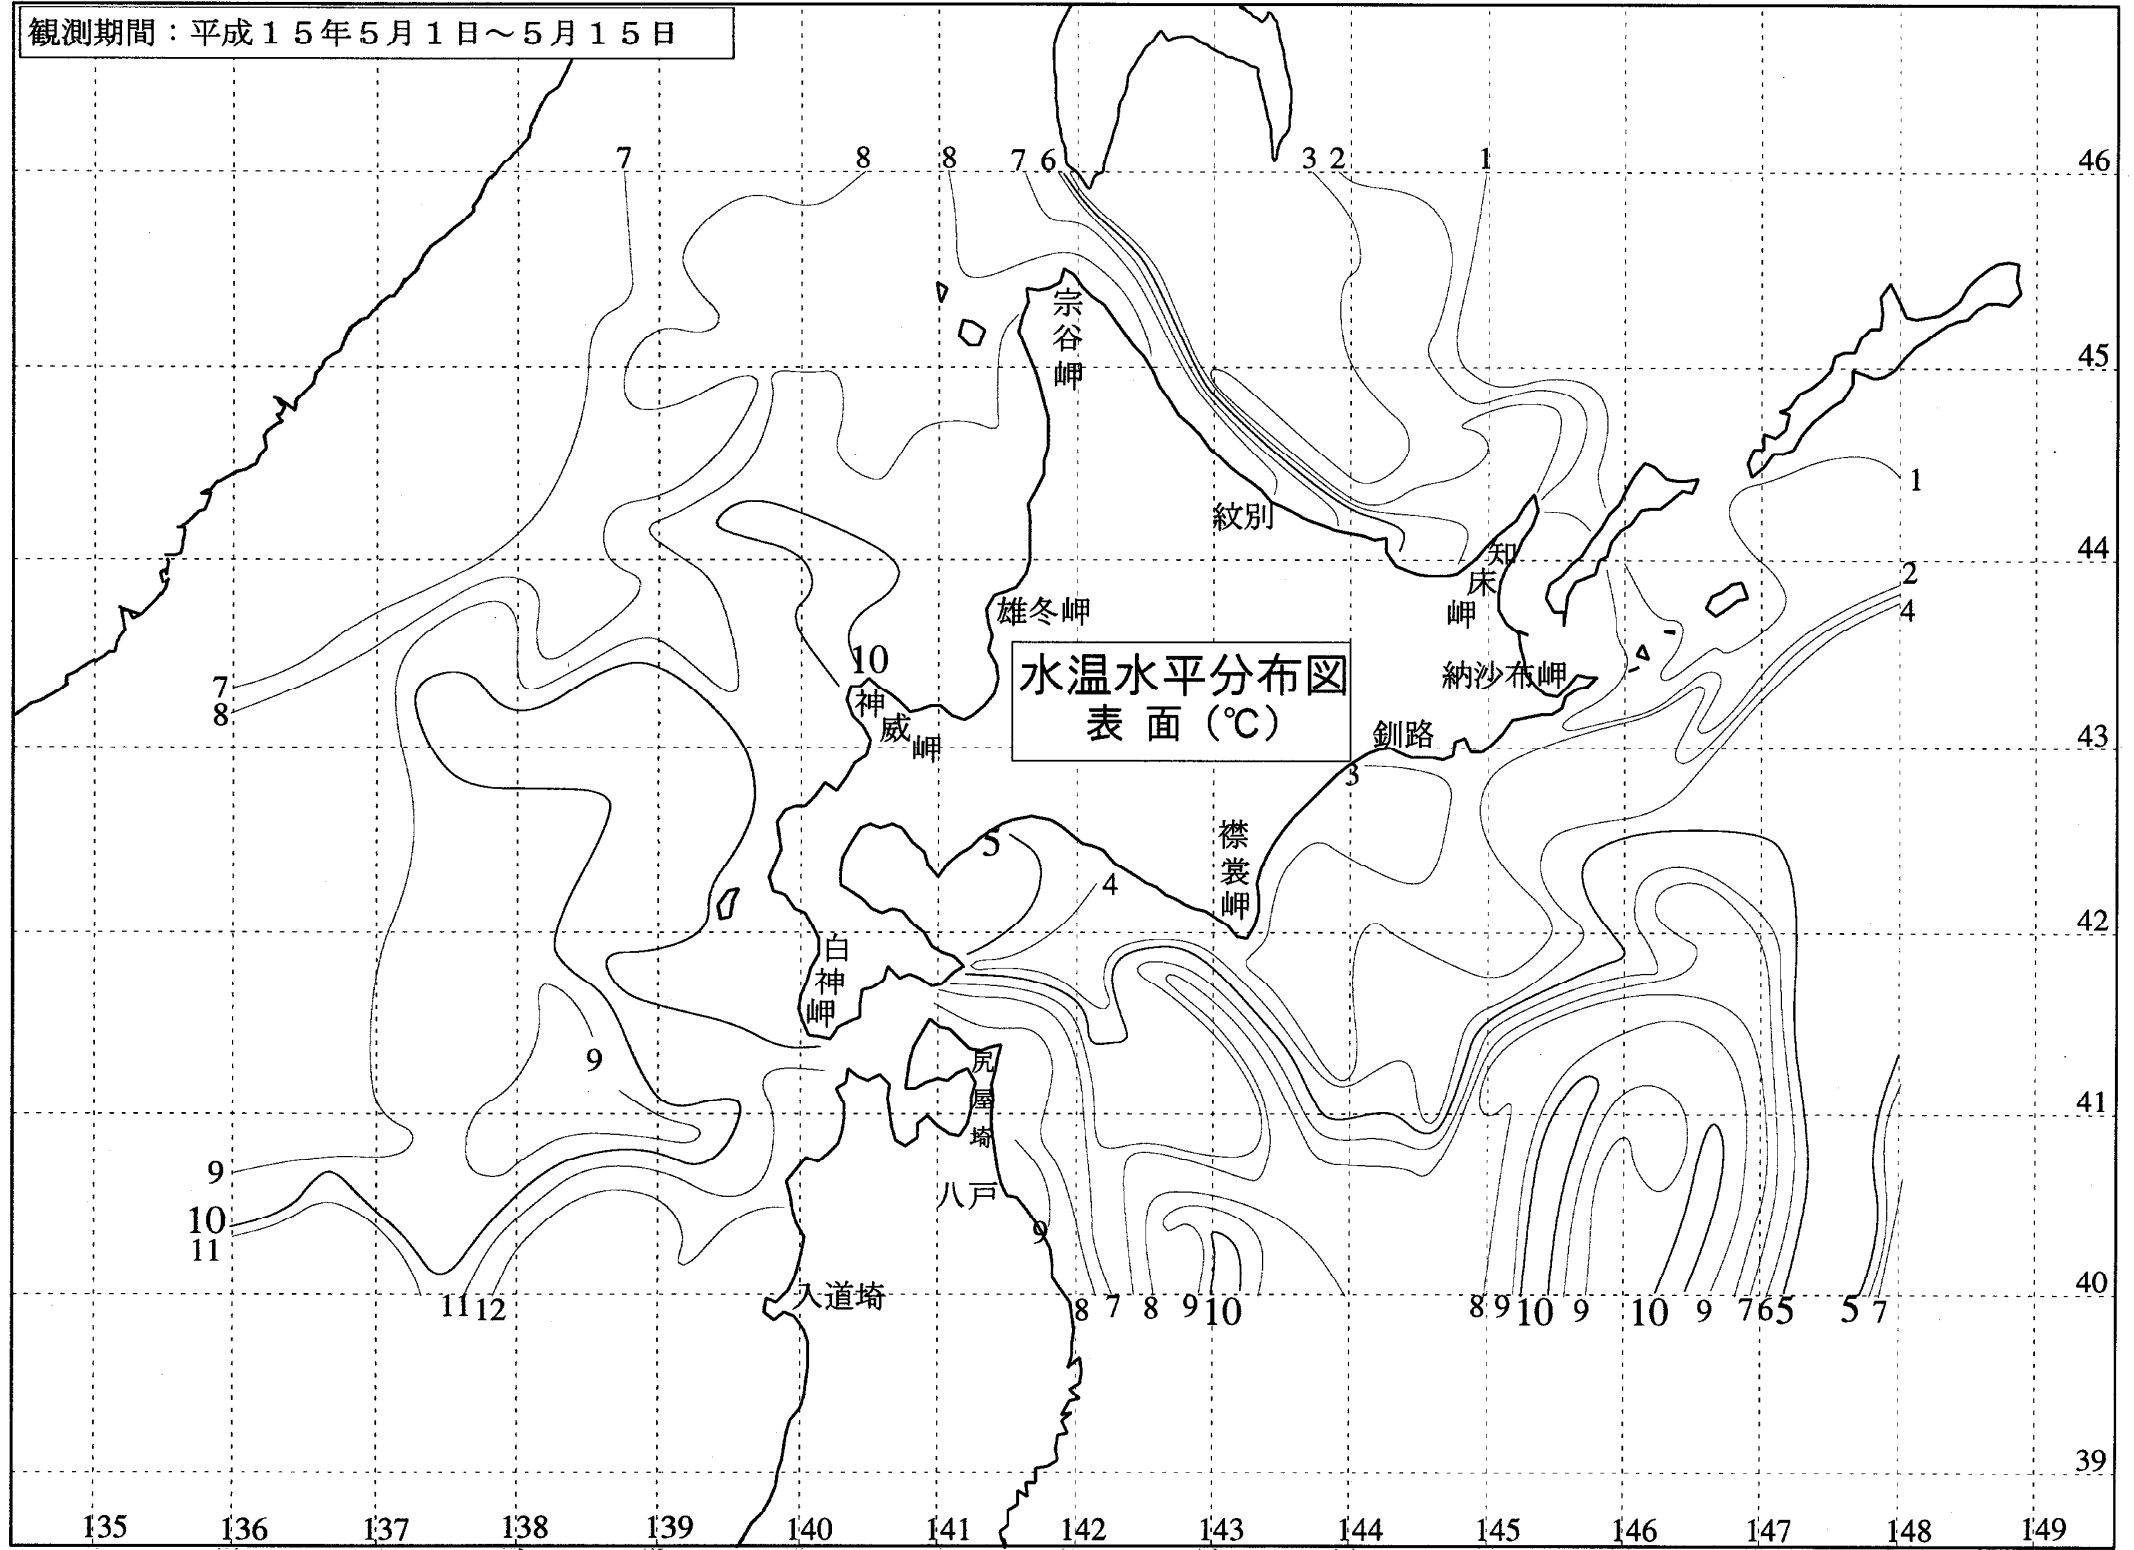 観測期間：平成１５年５月１日～５月１５日
7 8 8 7 6 3 2 1 46
宗谷岬
45
1
紋別
44
知床岬
2
4
雄冬岬
10
水温水平分布図
表面（℃）
納沙布岬
7
8
神威岬
釧路
43
3
襟裳岬
5
4
42
白神岬
9
尻屋埼
41
9
八戸
10
11
9
入道埼
40
11 12 8 7 8 9 10 8 9 10 9 10 9 7 6 5 5 7
39
135 136 137 138 139 140 141 142 143 144 145 146 147 148 149